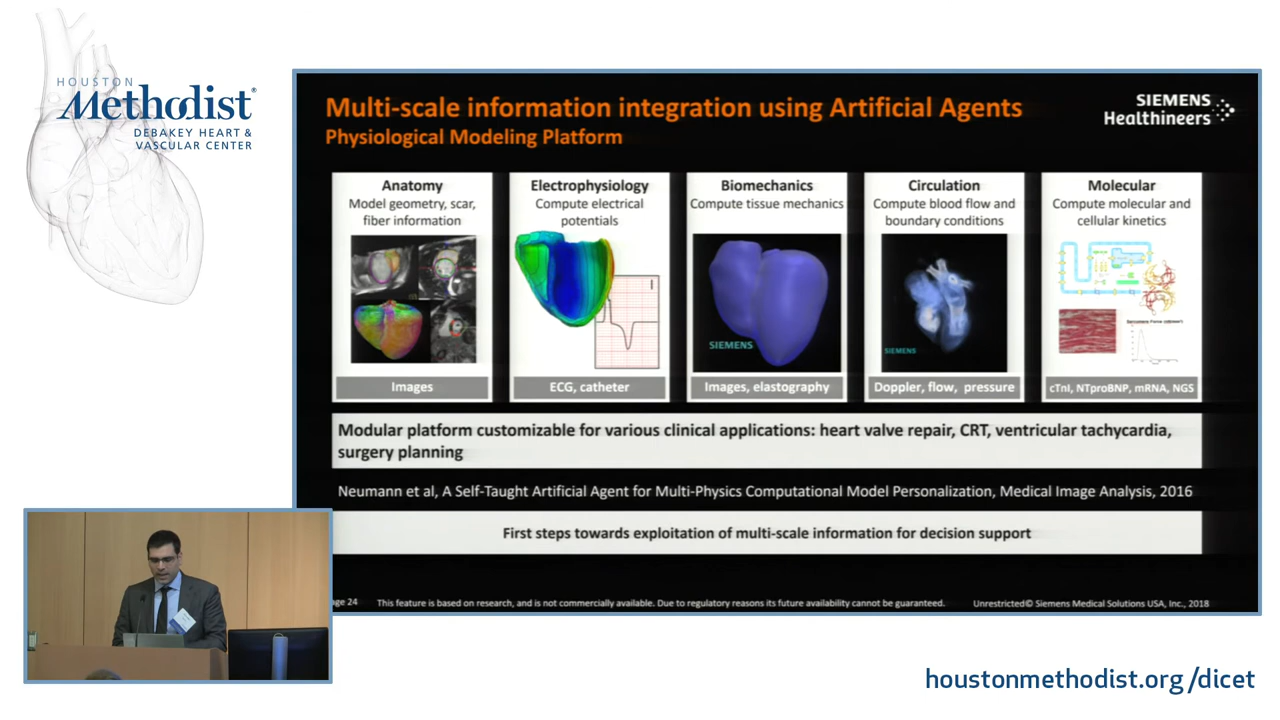 HOUSTON
Methodist®
DEBAKEY HEART &
VASCULAR CENTER
Multi-scale information integration using Artificial Agents
Physiological Modeling Platform
SIEMENS
Healthineers
Anatomy
Model geometry, scar,
fiber information
Images
Electrophysiology
Compute electrical
potentials
I
ECG, catheter
Biomechanics
Compute tissue mechanics
SIEMENS
Images, elastography
Circulation
Compute blood flow and
boundary conditions
SIEMENS
Doppler, flow, pressure
Molecular
Compute molecular and
cellular kinetics
cTnI, NTproBNP, mRNA, NGS
Modular platform customizable for various clinical applications: heart valve repair, CRT, ventricular tachycardia,
surgery planning
Neumann et al, A Self-Taught Artificial Agent for Multi-Physics Computational Model Personalization, Medical Image Analysis, 2016
First steps towards exploitation of multi-scale information for decision support
ge 24 This feature is based on research, and is not commercially available. Due to regulatory reasons its future availability cannot be guaranteed. Unrestricted© Siemens Medical Solutions USA, Inc., 2018
houstonmethodist.org/dicet